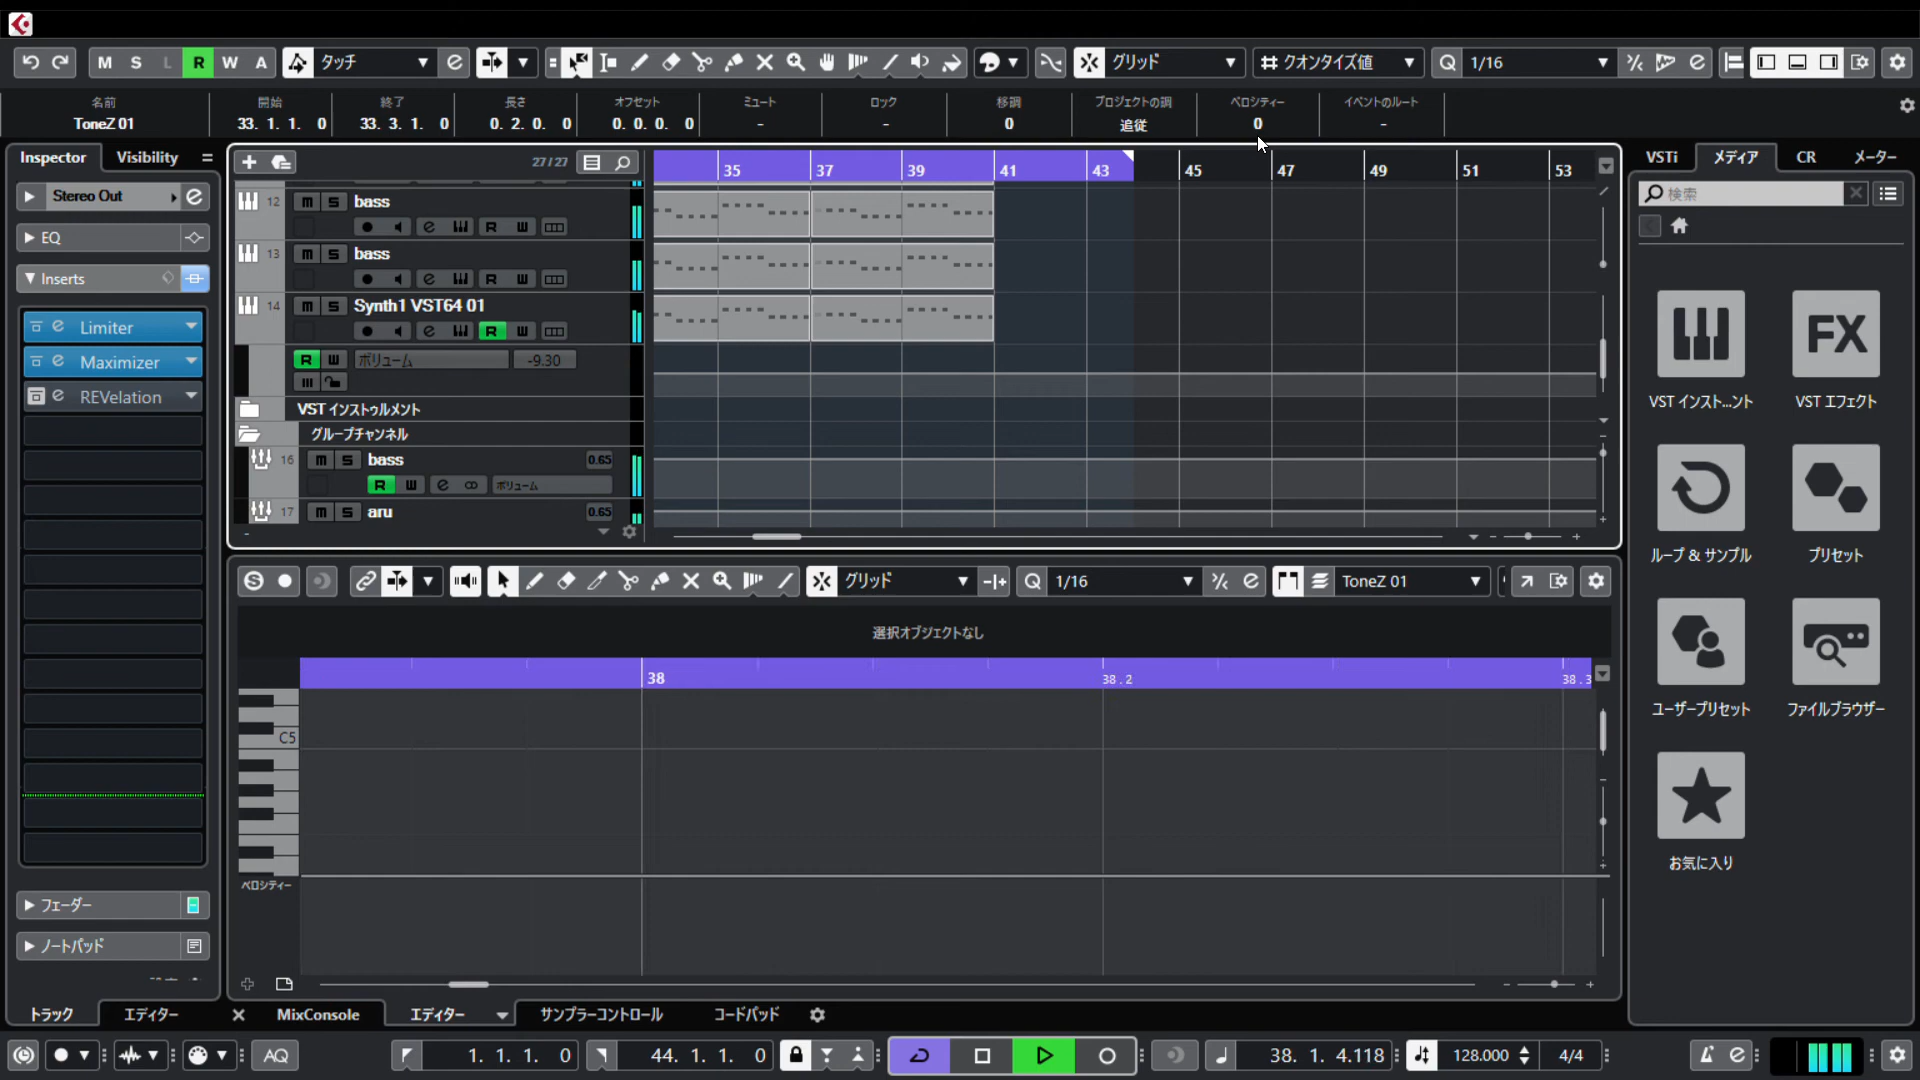 M S L R W A タッチ グリッド クオンタイズ値 1/16
名前 開始 終了 長さ オフセット ミュート ロック 移調 プロジェクトの調 ベロシティー イベントのルート
ToneZ 01 33. 1. 1. 0 33. 3. 1. 0 0. 2. 0. 0 0. 0. 0. 0 - - 0 追従 0 -
Inspector Visibility
Stereo Out
EQ
Inserts
Limiter
Maximizer
REVelation
フェーダー
ノートパッド
27/27
35 37 39 41 43 45 47 49 51 53
12 m S bass
R W
13 m S bass
R W
14 m S Synth1 VST64 01
R W
R W ボリューム -9.30
VST インストゥルメント
グループチャンネル
16 m S bass 0.65
R W ボリューム
17 m S aru 0.65
グリッド 1/16 ToneZ 01
選択オブジェクトなし
38 38.2 38.3
C5
ベロシティー
VSTi メディア CR メーター
検索
VST インスト...ント
FX
VST エフェクト
ループ & サンプル
プリセット
ユーザープリセット
ファイルブラウザー
お気に入り
トラック エディター MixConsole エディター サンプラーコントロール コードパッド
AQ 1. 1. 1. 0 44. 1. 1. 0 38. 1. 4.118 128.000 4/4